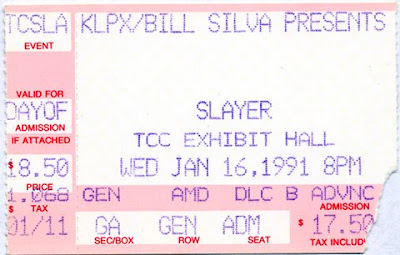 TCSLA KLPX/BILL SILVA PRESENTS
EVENT
VALID FOR
DAYOF SLAYER
ADMISSION
IF ATTACHED TCC EXHIBIT HALL
$ 18.50 WED JAN 16,1991 8PM
PRICE
1.068 GEN AMD DLC B ADVNC
$ TAX ADMISSION
01/11 GA GEN ADM $ 17.50
SEC/BOX ROW SEAT TAX INCLUD